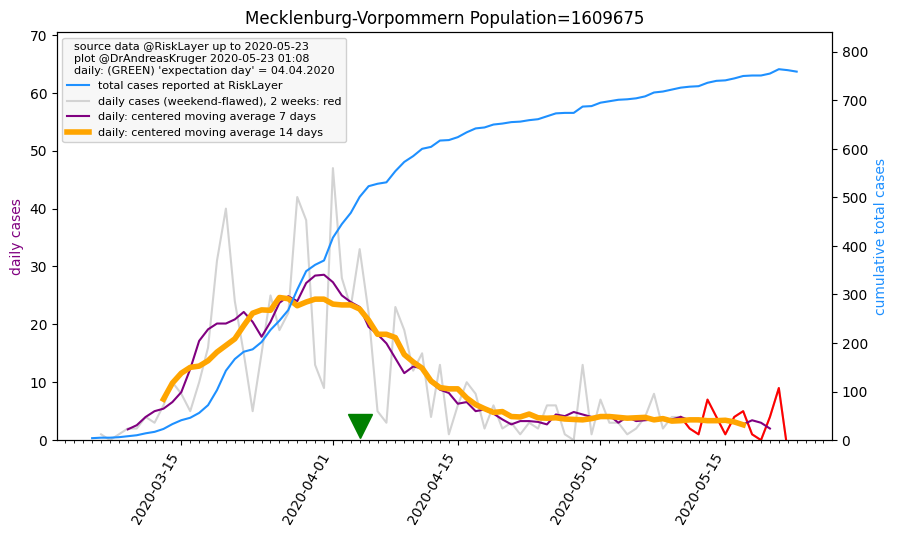 Mecklenburg-Vorpommern Population=1609675
source data @RiskLayer up to 2020-05-23
plot @DrAndreasKruger 2020-05-23 01:08
daily: (GREEN) 'expectation day' = 04.04.2020
total cases reported at RiskLayer
daily cases (weekend-flawed), 2 weeks: red
daily: centered moving average 7 days
daily: centered moving average 14 days
daily cases
70
60
50
40
30
20
10
0
cumulative total cases
800
700
600
500
400
300
200
100
0
2020-03-15
2020-04-01
2020-04-15
2020-05-01
2020-05-15